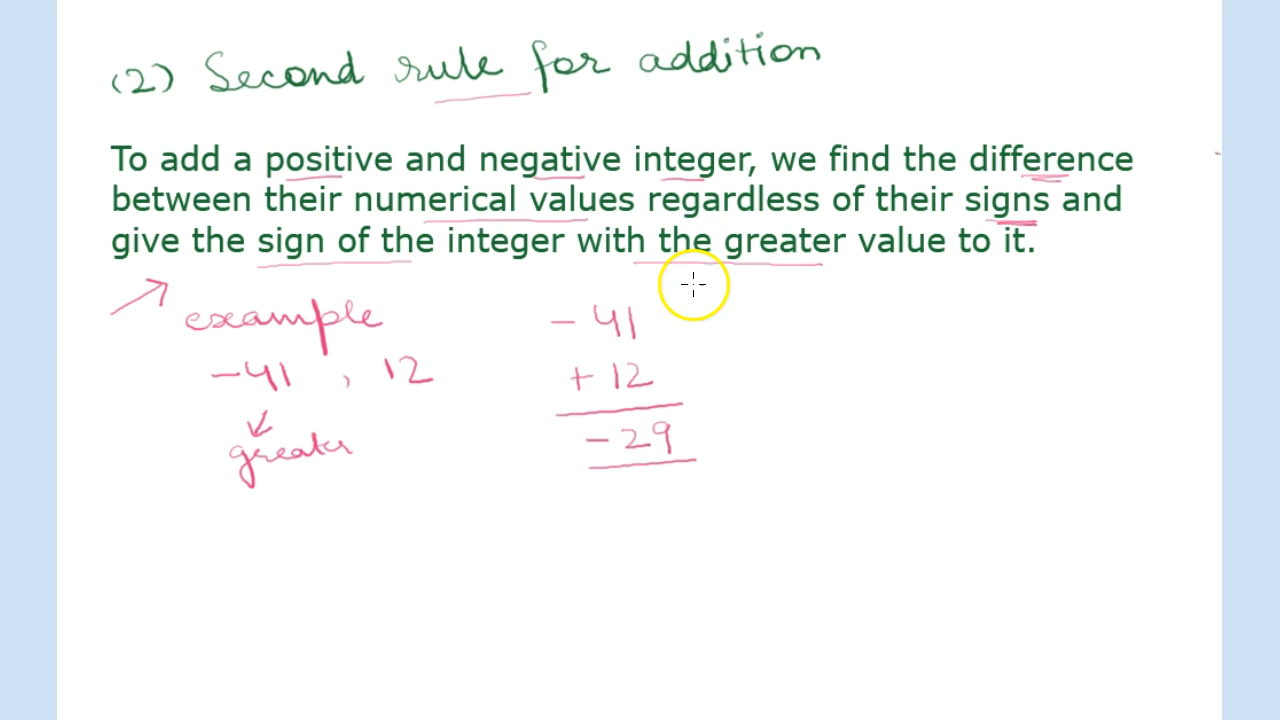 (2) Second rule for addition
To add a positive and negative integer, we find the difference
between their numerical values regardless of their signs and
give the sign of the integer with the greater value to it.
example
-41 , 12
greater
- 41
+ 12
- 29